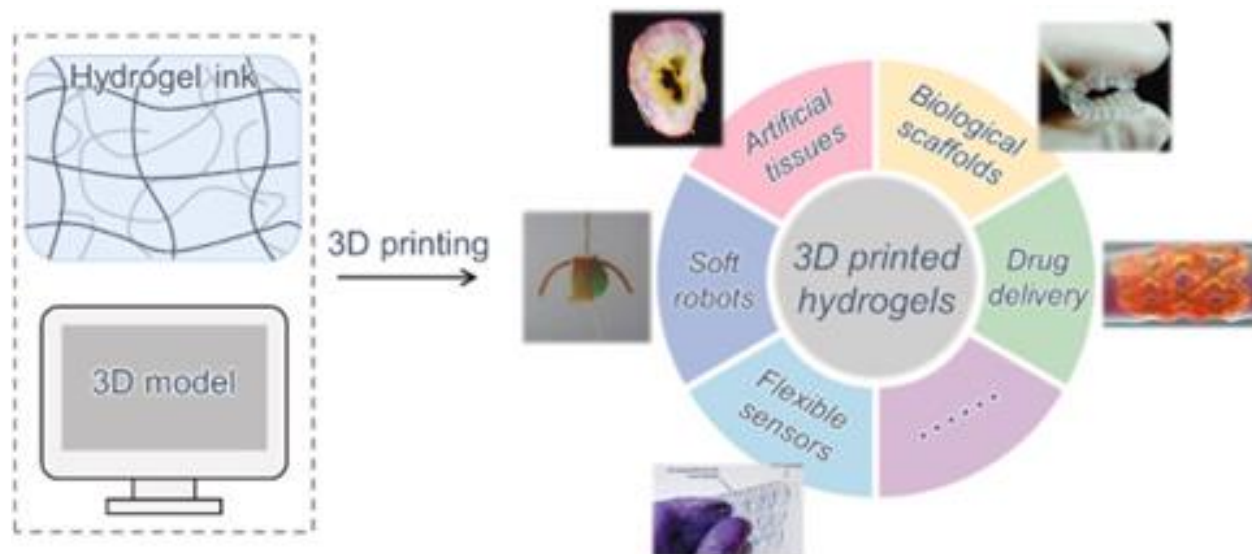 Hydrogel ink
3D model
3D printing
Artificial
tissues
Biological
scaffolds
Soft
robots
3D printed
hydrogels
Drug
delivery
Flexible
sensors
......